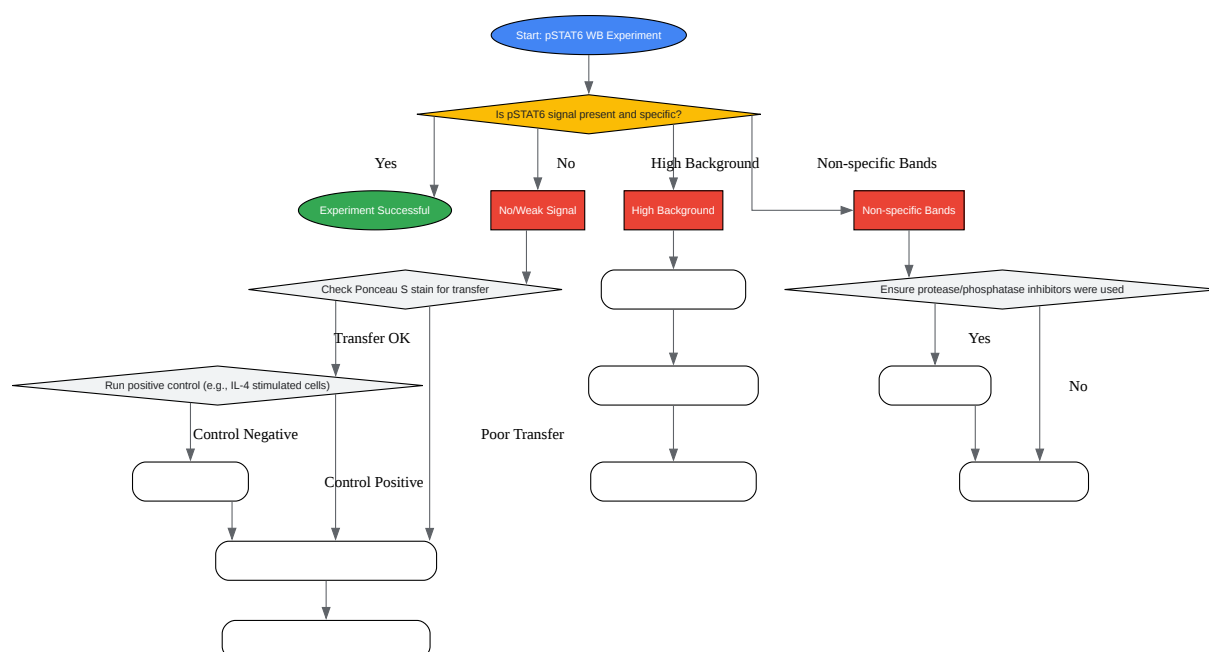 Start: pSTAT6 WB Experiment
Is pSTAT6 signal present and specific?
Yes
No
High Background
Non-specific Bands
Experiment Successful
No/Weak Signal
High Background
Non-specific Bands
Check Ponceau S stain for transfer
Ensure protease/phosphatase inhibitors were used
Transfer OK
Yes
Run positive control (e.g., IL-4 stimulated cells)
No
Control Negative
Poor Transfer
Control Positive